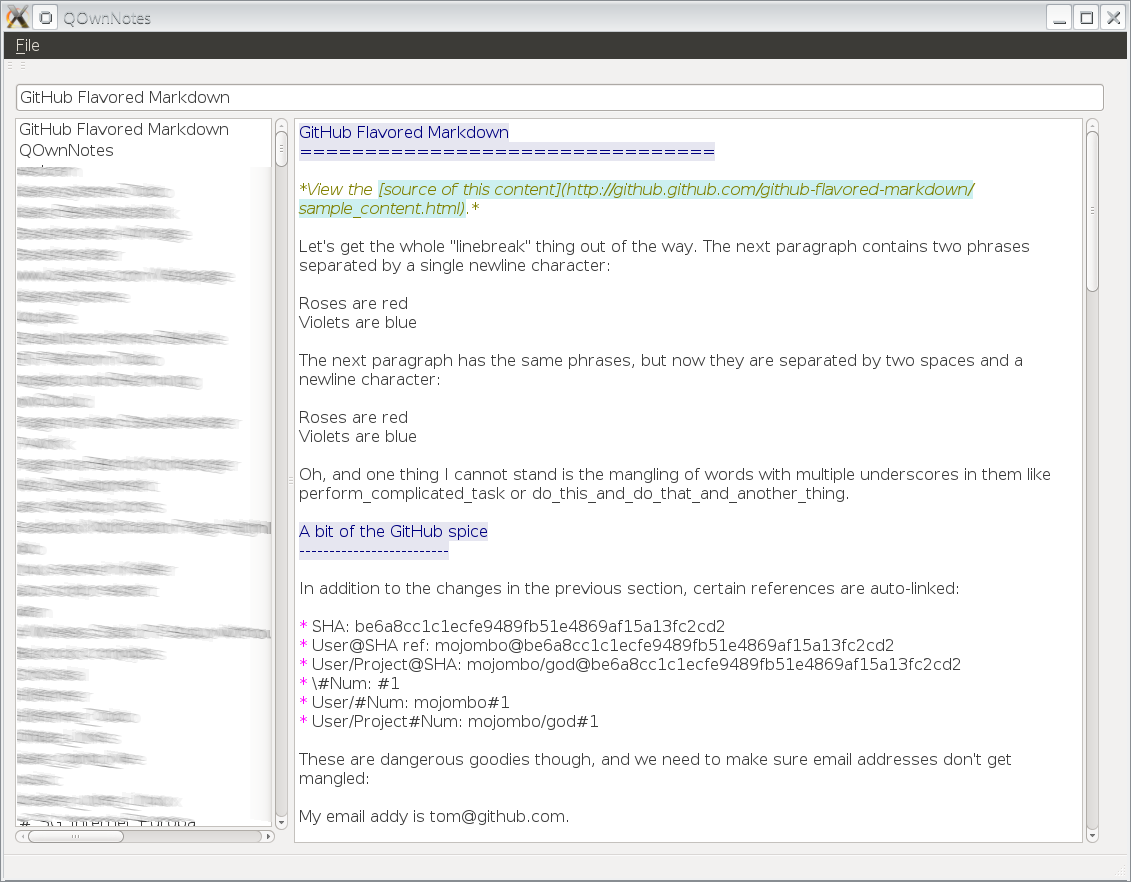 QOwnNotes
File
GitHub Flavored Markdown
GitHub Flavored Markdown
QOwnNotes
GitHub Flavored Markdown
================================
*View the [source of this content](http://github.github.com/github-flavored-markdown/
sample_content.html).*
Let's get the whole "linebreak" thing out of the way. The next paragraph contains two phrases
separated by a single newline character:
Roses are red
Violets are blue
The next paragraph has the same phrases, but now they are separated by two spaces and a
newline character:
Roses are red
Violets are blue
Oh, and one thing I cannot stand is the mangling of words with multiple underscores in them like
perform_complicated_task or do_this_and_do_that_and_another_thing.
A bit of the GitHub spice
-------------------------
In addition to the changes in the previous section, certain references are auto-linked:
* SHA: be6a8cc1c1ecfe9489fb51e4869af15a13fc2cd2
* User@SHA ref: mojombo@be6a8cc1c1ecfe9489fb51e4869af15a13fc2cd2
* User/Project@SHA: mojombo/god@be6a8cc1c1ecfe9489fb51e4869af15a13fc2cd2
* \#Num: #1
* User/#Num: mojombo#1
* User/Project#Num: mojombo/god#1
These are dangerous goodies though, and we need to make sure email addresses don't get
mangled:
My email addy is tom@github.com.